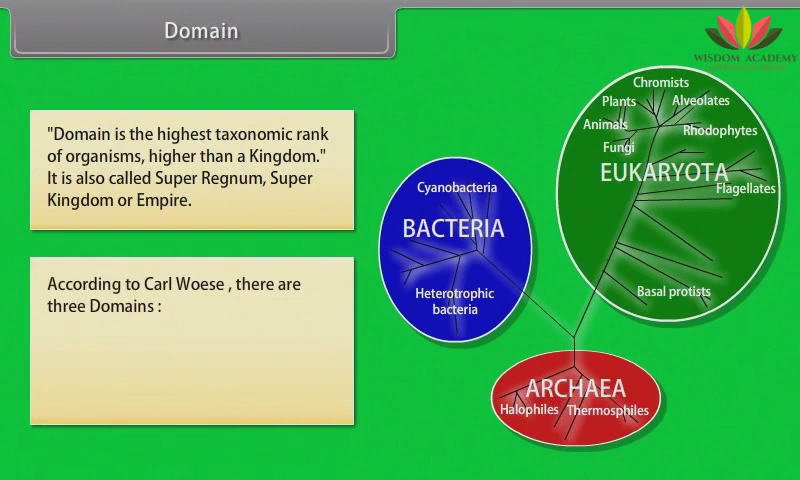 Domain
WISDOM ACADEMY
"Domain is the highest taxonomic rank
of organisms, higher than a Kingdom."
It is also called Super Regnum, Super
Kingdom or Empire.
According to Carl Woese , there are
three Domains :
Cyanobacteria
BACTERIA
Heterotrophic
bacteria
Chromists
Plants
Alveolates
Animals
Rhodophytes
Fungi
EUKARYOTA
Flagellates
Basal protists
ARCHAEA
Halophiles
Thermosphiles